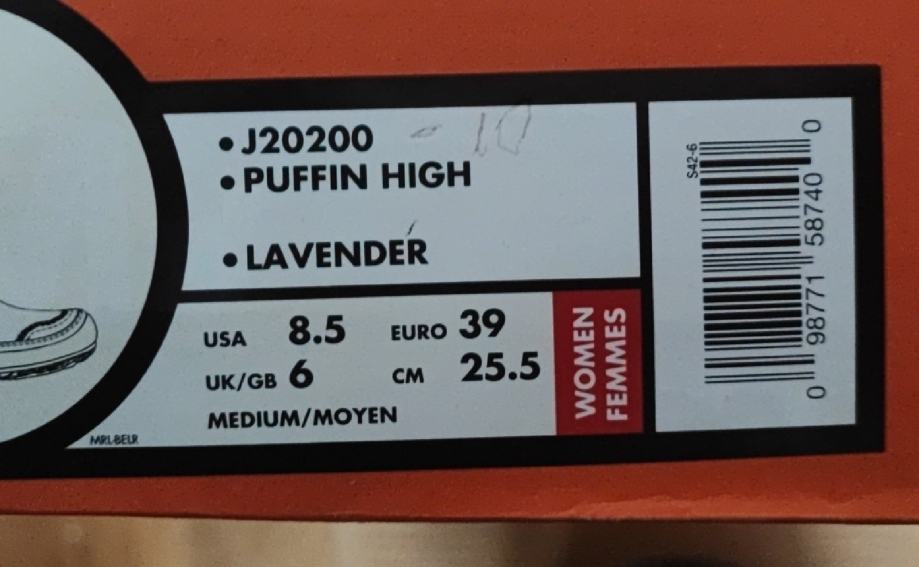 • J20200 - 10
• PUFFIN HIGH
• LAVENDER
USA 8.5 EURO 39
UK/GB 6 CM 25.5
MEDIUM/MOYEN
WOMEN
FEMMES
MRL-BELR
S42-6
0 98771 58740 0